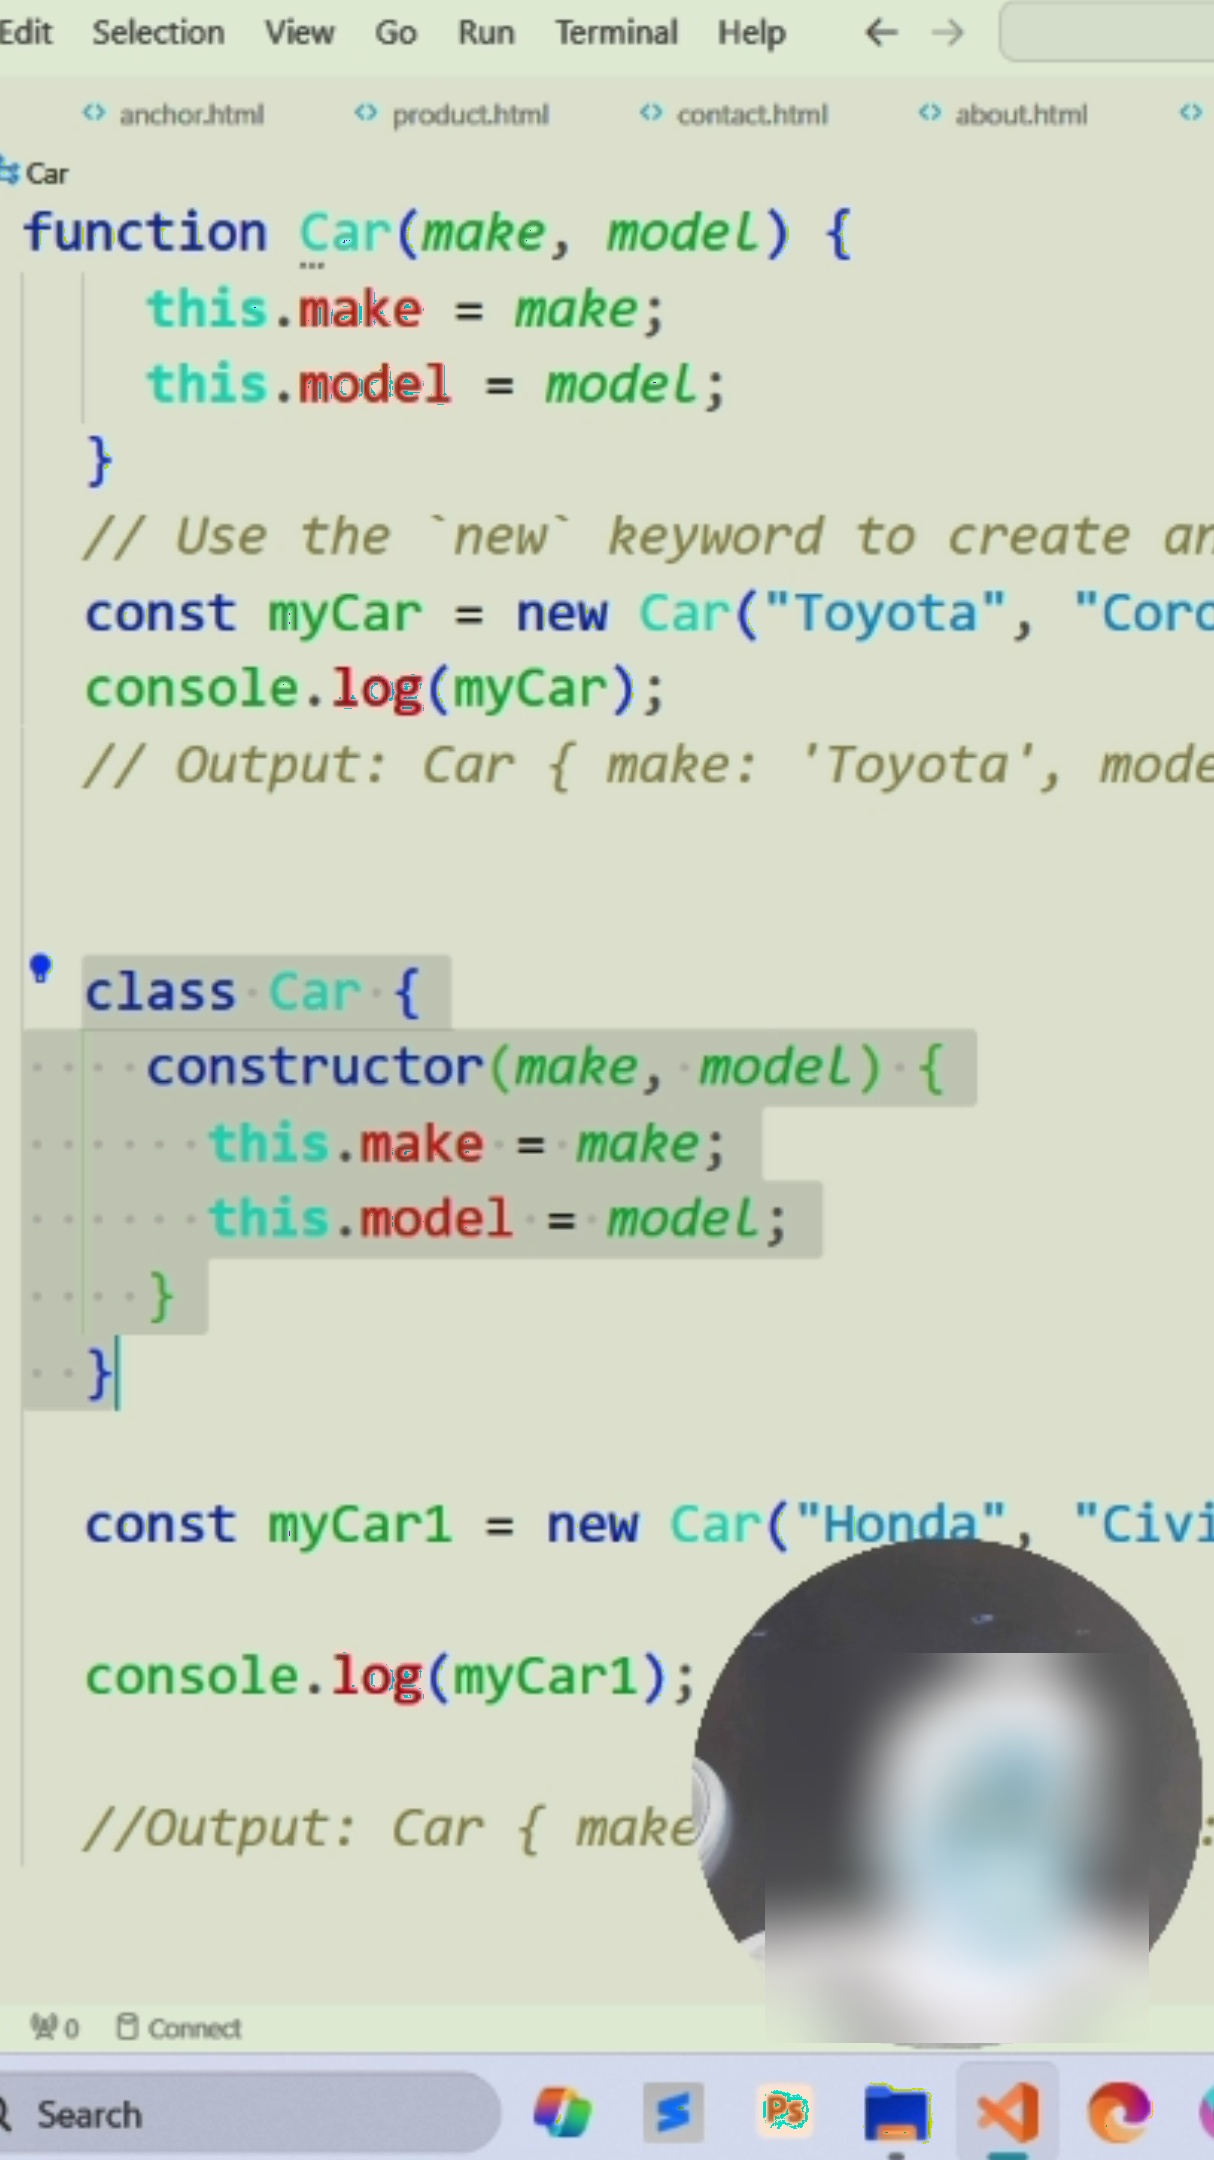 Edit Selection View Go Run Terminal Help
anchor.html product.html contact.html about.html
Car
function Car(make, model) {
this.make = make;
this.model = model;
}
// Use the `new` keyword to create an
const myCar = new Car("Toyota", "Coro
console.log(myCar);
// Output: Car { make: 'Toyota', mode
class Car {
constructor(make, model) {
this.make = make;
this.model = model;
}
}
const myCar1 = new Car("Honda", "Civi
console.log(myCar1);
//Output: Car { make :
0 Connect
Search Ps